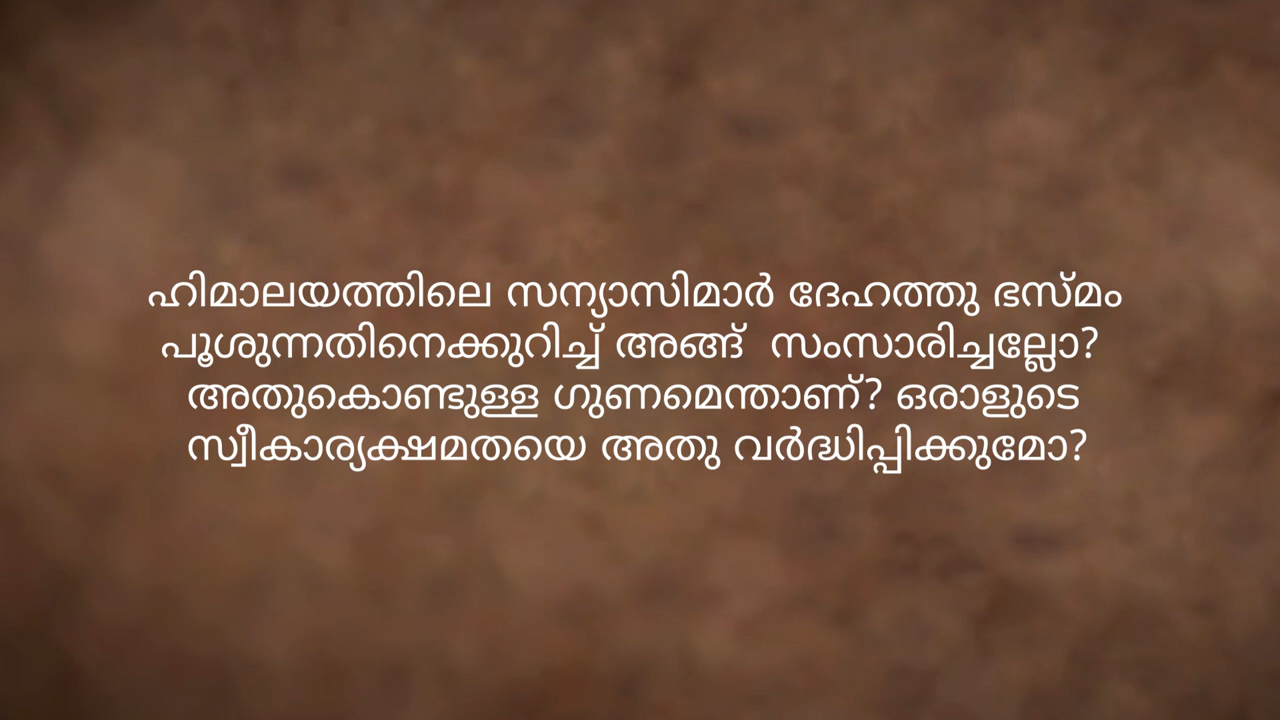 ഹിമാലയത്തിലെ സന്യാസിമാർ ദേഹത്തു ഭസ്മം
പൂശുന്നതിനെക്കുറിച്ച് അങ്ങ് സംസാരിച്ചല്ലോ?
അതുകൊണ്ടുള്ള ഗുണമെന്താണ്? ഒരാളുടെ
സ്വീകാര്യക്ഷമതയെ അതു വർദ്ധിപ്പിക്കുമോ?